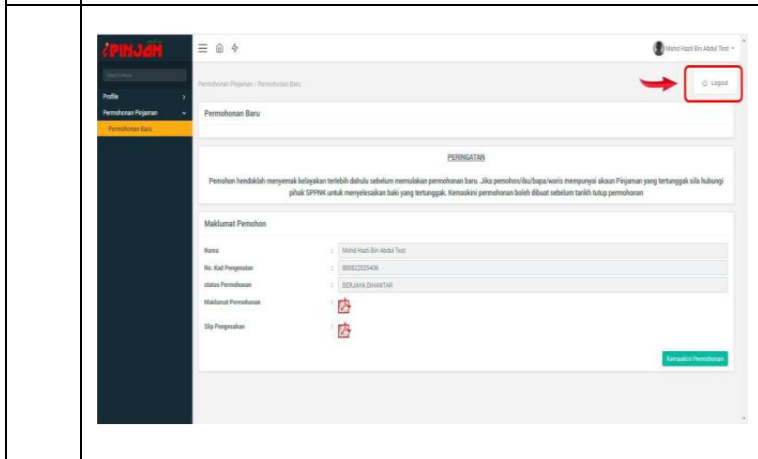 iPINJAM
Mohd Hazli Bin Abdul Test
Logout
Permohonan Pinjaman / Permohonan Baru
Profile
Permohonan Pinjaman
Permohonan Baru
Permohonan Baru
PERINGATAN
Pemohon hendaklah menyemak kelayakan terlebih dahulu sebelum memulakan permohonan baru. Jika pemohon/ibu/bapa/waris mempunyai akaun Pinjaman yang tertunggak sila hubungi
pihak SPPNK untuk menyelesaikan baki yang tertunggak. Kemaskini permohonan boleh dibuat sebelum tarikh tutup permohonan
Maklumat Pemohon
Nama : Mohd Hazli Bin Abdul Test
No. Kad Pengenalan :
status Permohonan : BERJAYA DIHANTAR
Maklumat Permohonan :
Slip Pengesahan :
Kemaskini Permohonan